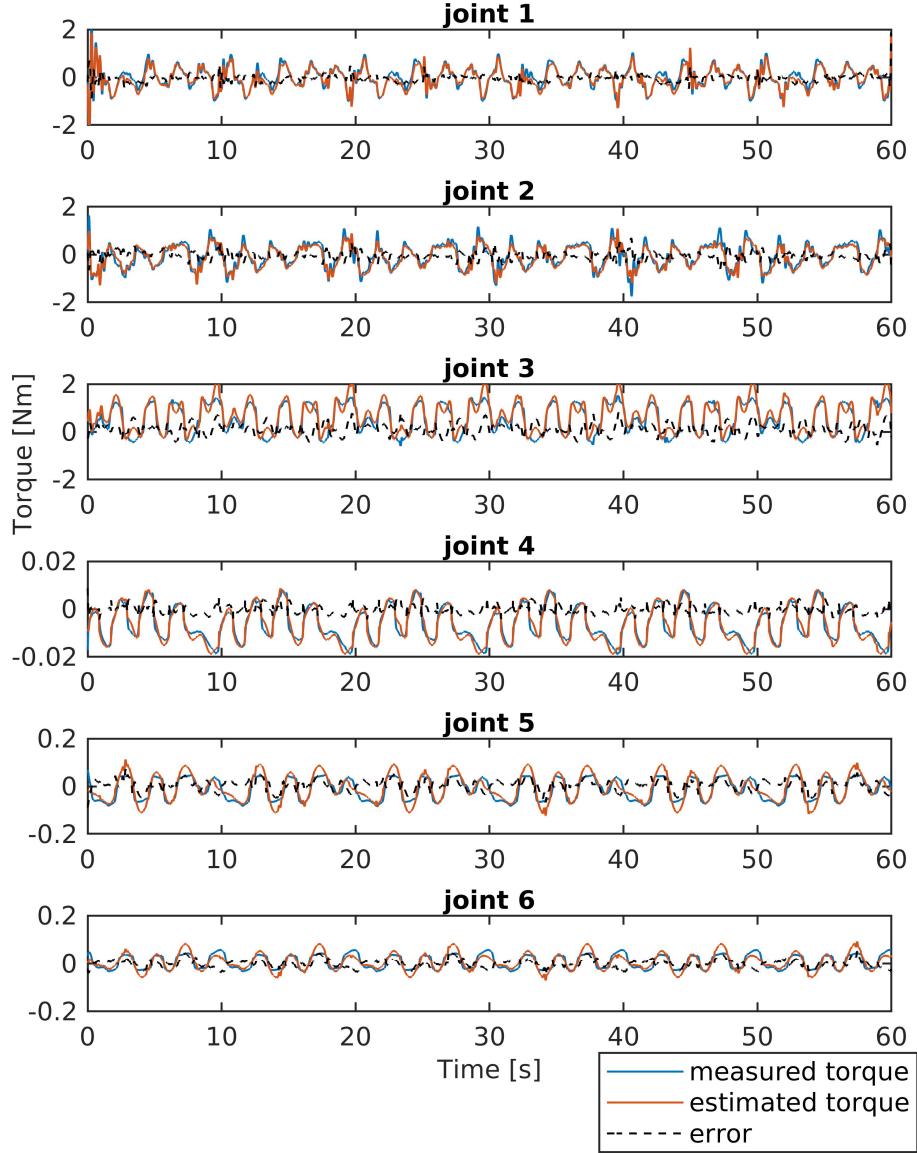 joint 1
2
0
-2
0 10 20 30 40 50 60
joint 2
2
0
-2
0 10 20 30 40 50 60
joint 3
2
0
-2
0 10 20 30 40 50 60
Torque [Nm]
joint 4
0.02
0
-0.02
0 10 20 30 40 50 60
joint 5
0.2
0
-0.2
0 10 20 30 40 50 60
joint 6
0.2
0
-0.2
0 10 20 30 40 50 60
Time [s]
measured torque
estimated torque
error